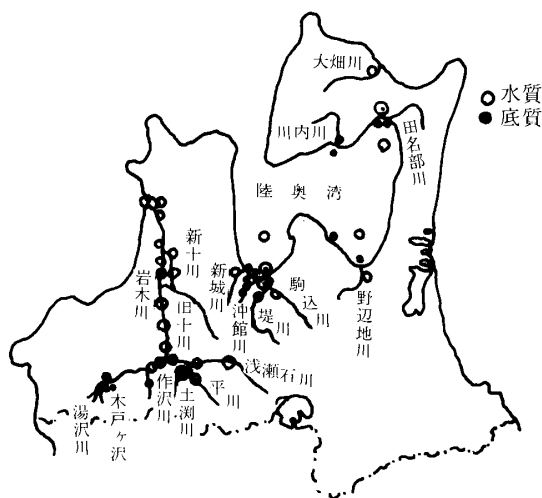 大畑川
水質
底質
川内川
田名部川
陸奥湾
新十川
岩木川
旧十川
新城川
沖館川
堤川
駒込川
野辺地川
浅瀬石川
平川
土渕川
作沢川
木戸ヶ沢
湯沢川